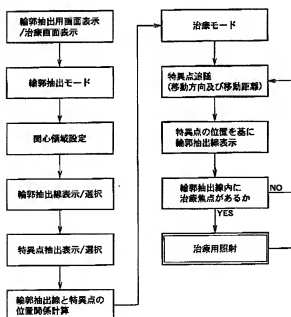 輪郭抽出用画面表示
/治療画面表示
輪郭抽出モード
関心領域設定
輪郭抽出線表示/選択
特異点抽出表示/選択
輪郭抽出線と特異点の
位置関係計算
治療モード
特異点追跡
(移動方向及び移動距離)
特異点の位置を基に
輪郭抽出線表示
輪郭抽出線内に
治療焦点があるか
NO
YES
治療用照射